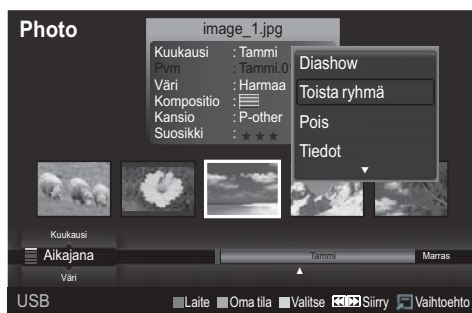 Photo
image_1.jpg
Kuukausi : Tammi
Pvm : Tammi.0
Väri : Harmaa
Kompositio :
Kansio : P-other
Suosikki : ★ ★ ★
Diashow
Toista ryhmä
Pois
Tiedot
Kuukausi
Aikajana
Väri
Tammi
Marras
USB
Laite Oma tila Valitse Siirry Vaihtoehto